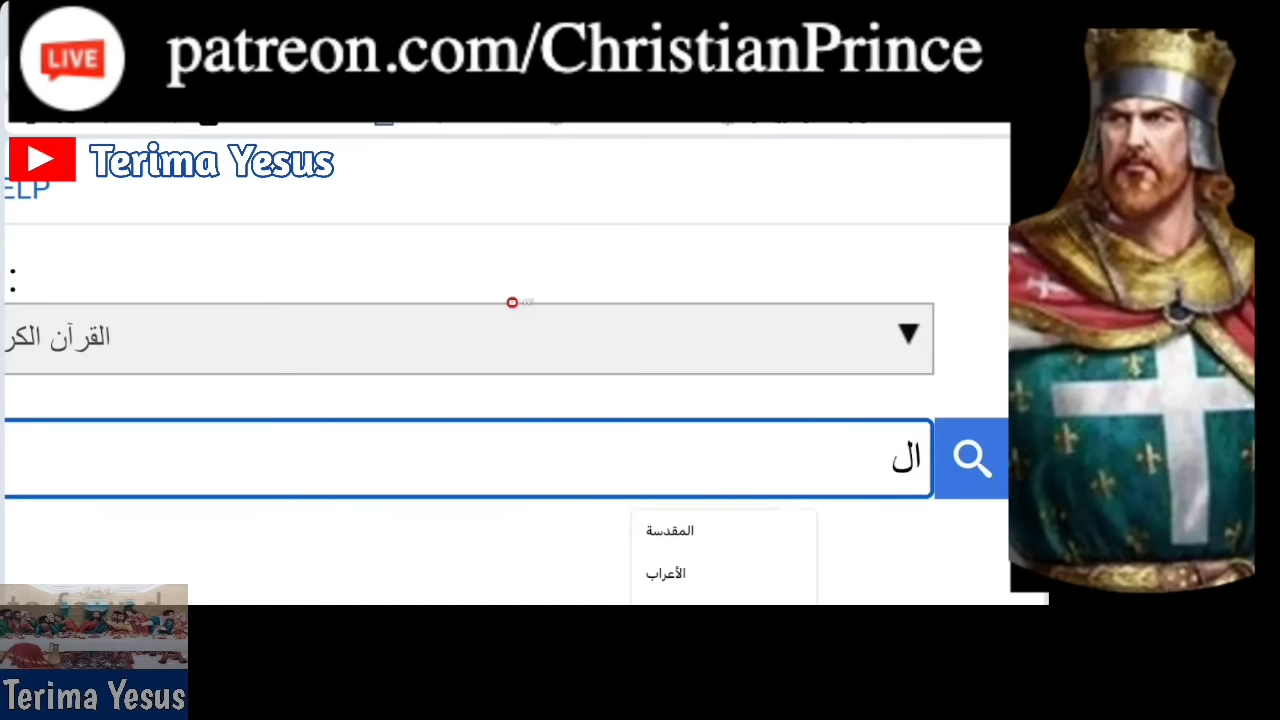 LIVE
patreon.com/ChristianPrince
Terima Yesus
ELP
:
القرآن الكر
ال
المقدسة
الأعراب
Terima Yesus